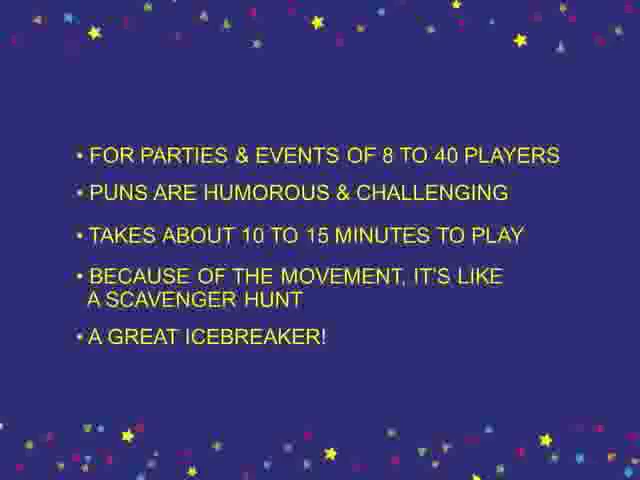 • FOR PARTIES & EVENTS OF 8 TO 40 PLAYERS
• PUNS ARE HUMOROUS & CHALLENGING
• TAKES ABOUT 10 TO 15 MINUTES TO PLAY
• BECAUSE OF THE MOVEMENT, IT'S LIKE
A SCAVENGER HUNT
• A GREAT ICEBREAKER!